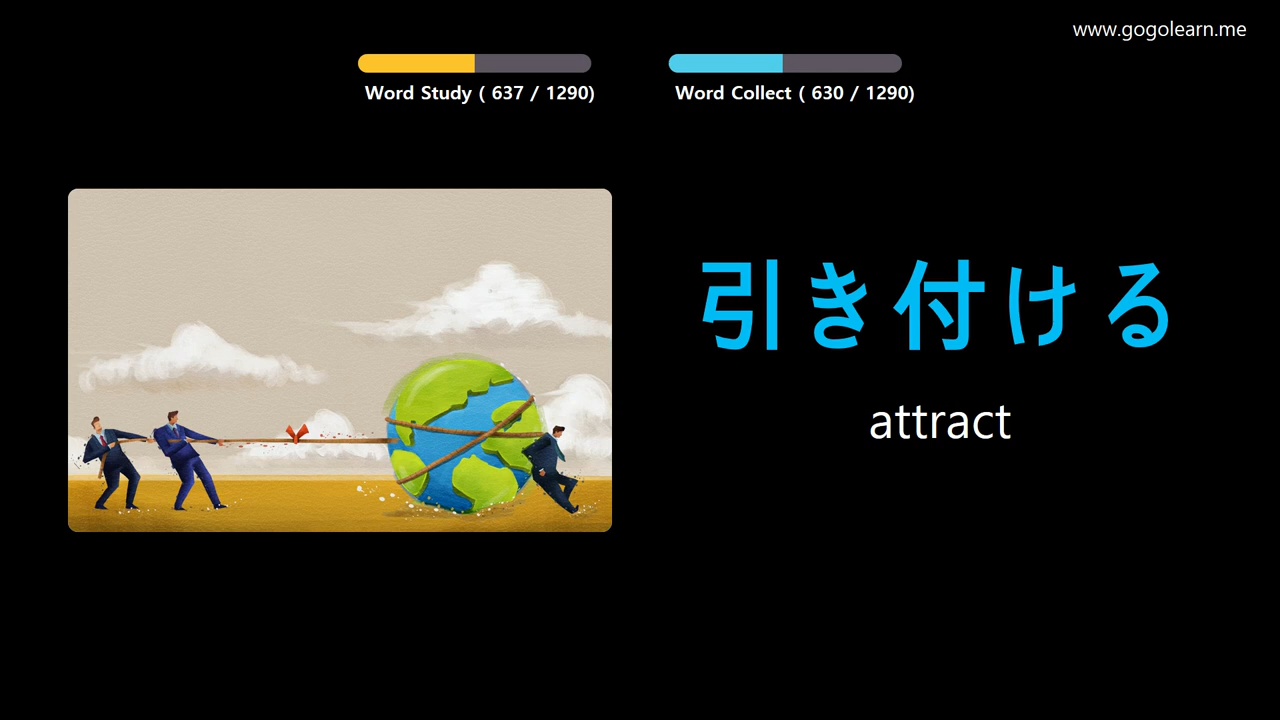 www.gogolearn.me
Word Study ( 637 / 1290)
Word Collect ( 630 / 1290)
引き付ける
attract